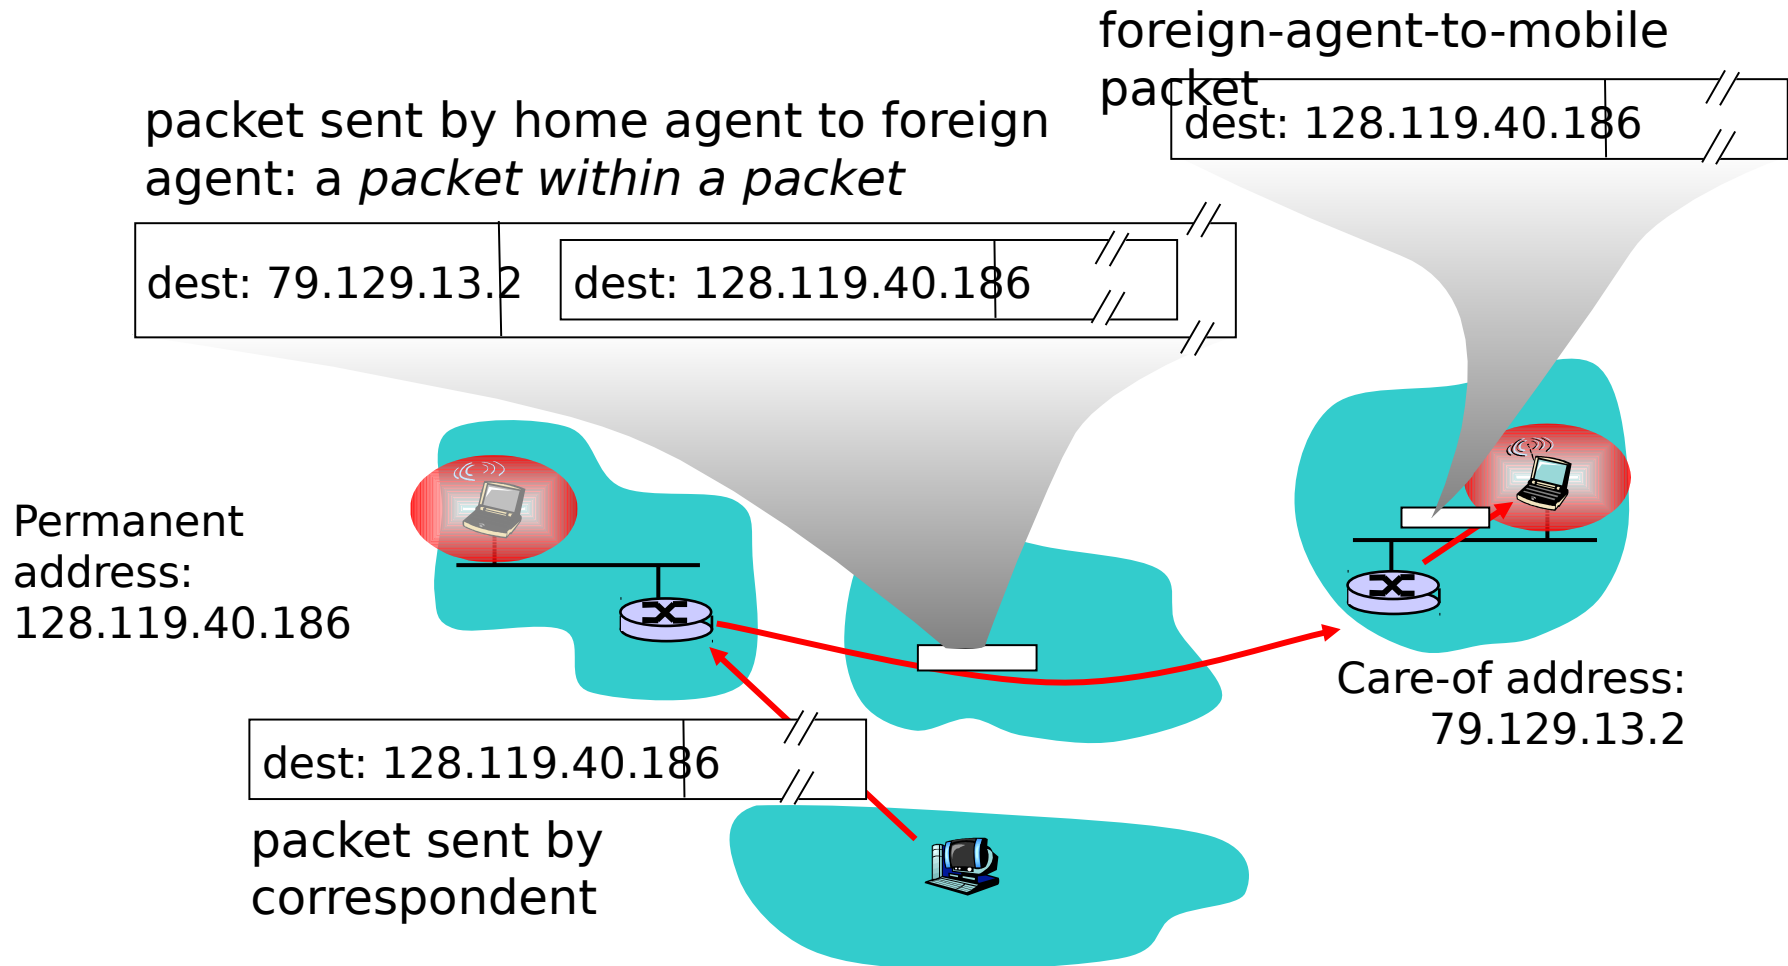 foreign-agent-to-mobile
packet
dest: 128.119.40.186
packet sent by home agent to foreign
agent: a packet within a packet
dest: 79.129.13.2
dest: 128.119.40.186
Permanent
address:
128.119.40.186
Care-of address:
79.129.13.2
dest: 128.119.40.186
packet sent by
correspondent